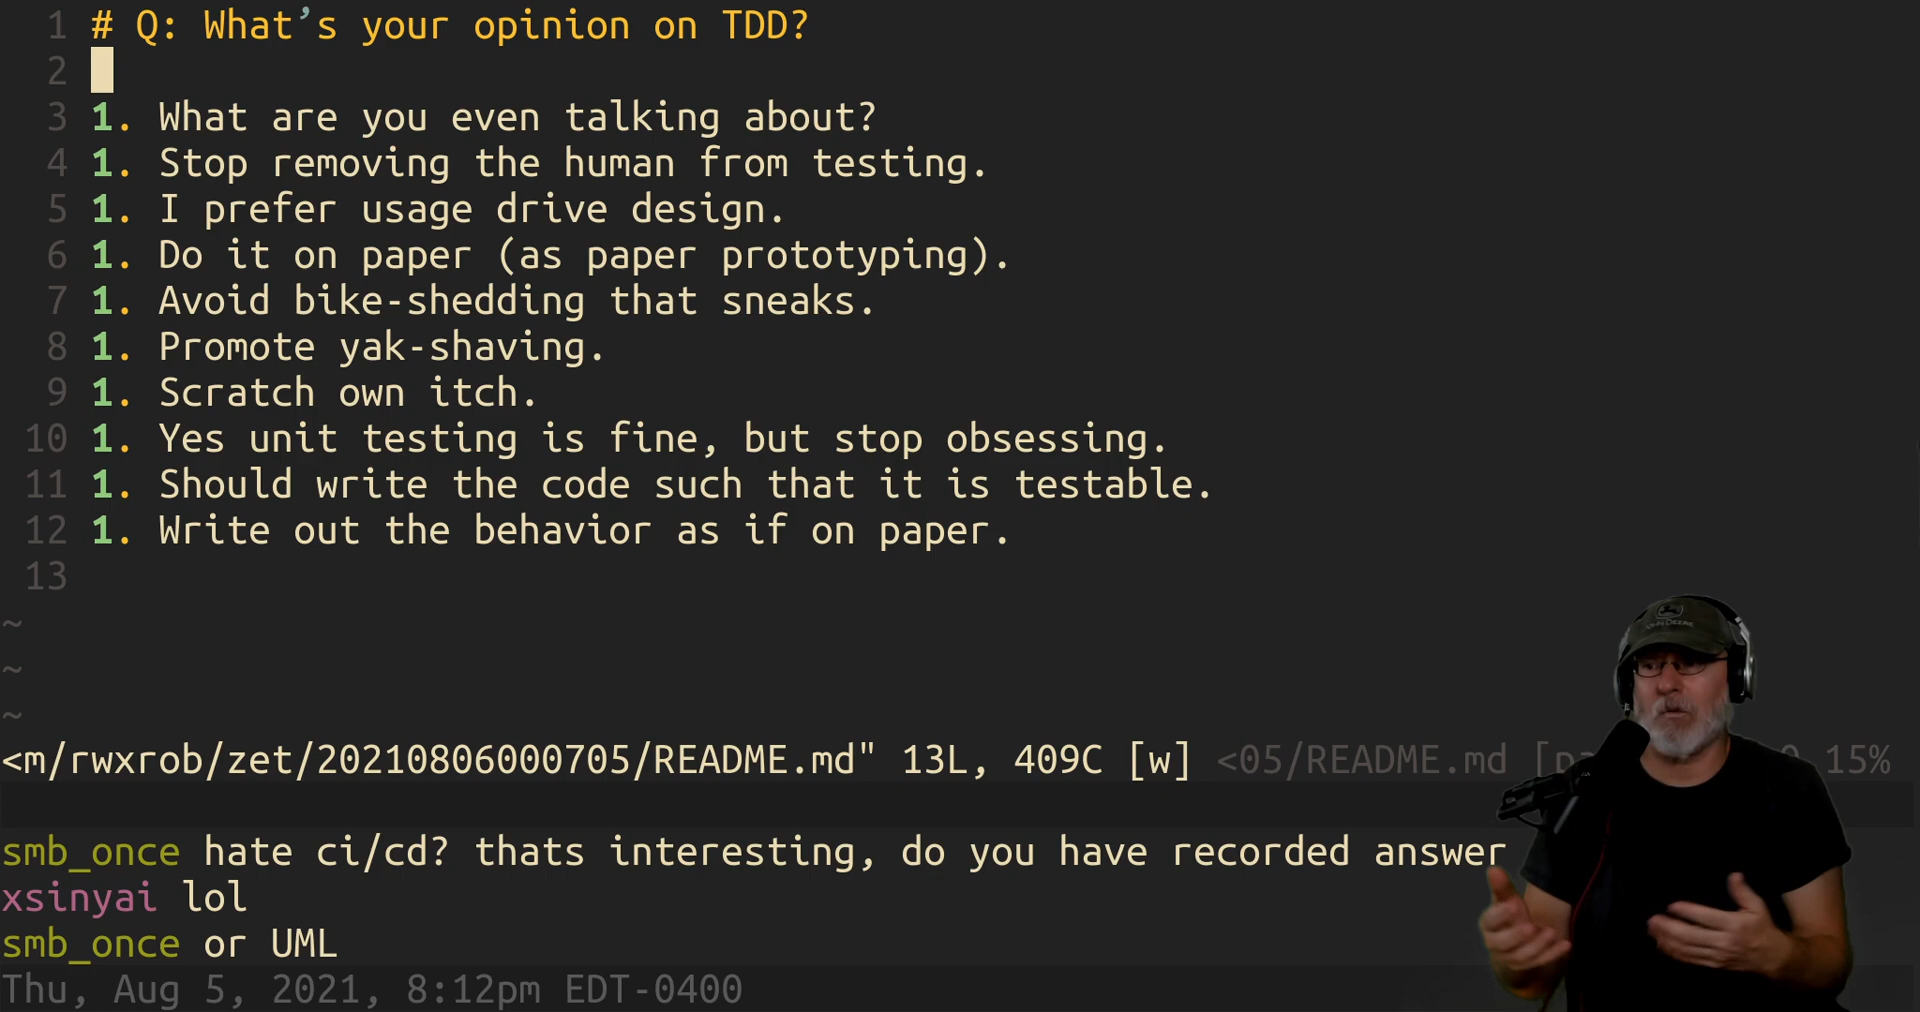 1 # Q: What’s your opinion on TDD?
2
3 1. What are you even talking about?
4 1. Stop removing the human from testing.
5 1. I prefer usage drive design.
6 1. Do it on paper (as paper prototyping).
7 1. Avoid bike-shedding that sneaks.
8 1. Promote yak-shaving.
9 1. Scratch own itch.
10 1. Yes unit testing is fine, but stop obsessing.
11 1. Should write the code such that it is testable.
12 1. Write out the behavior as if on paper.
13
~
~
~
JOHN DEERE
<m/rwxrob/zet/20210806000705/README.md" 13L, 409C [w] <05/README.md 15%
smb_once hate ci/cd? thats interesting, do you have recorded answer
xsinyai lol
smb_once or UML
Thu, Aug 5, 2021, 8:12pm EDT-0400